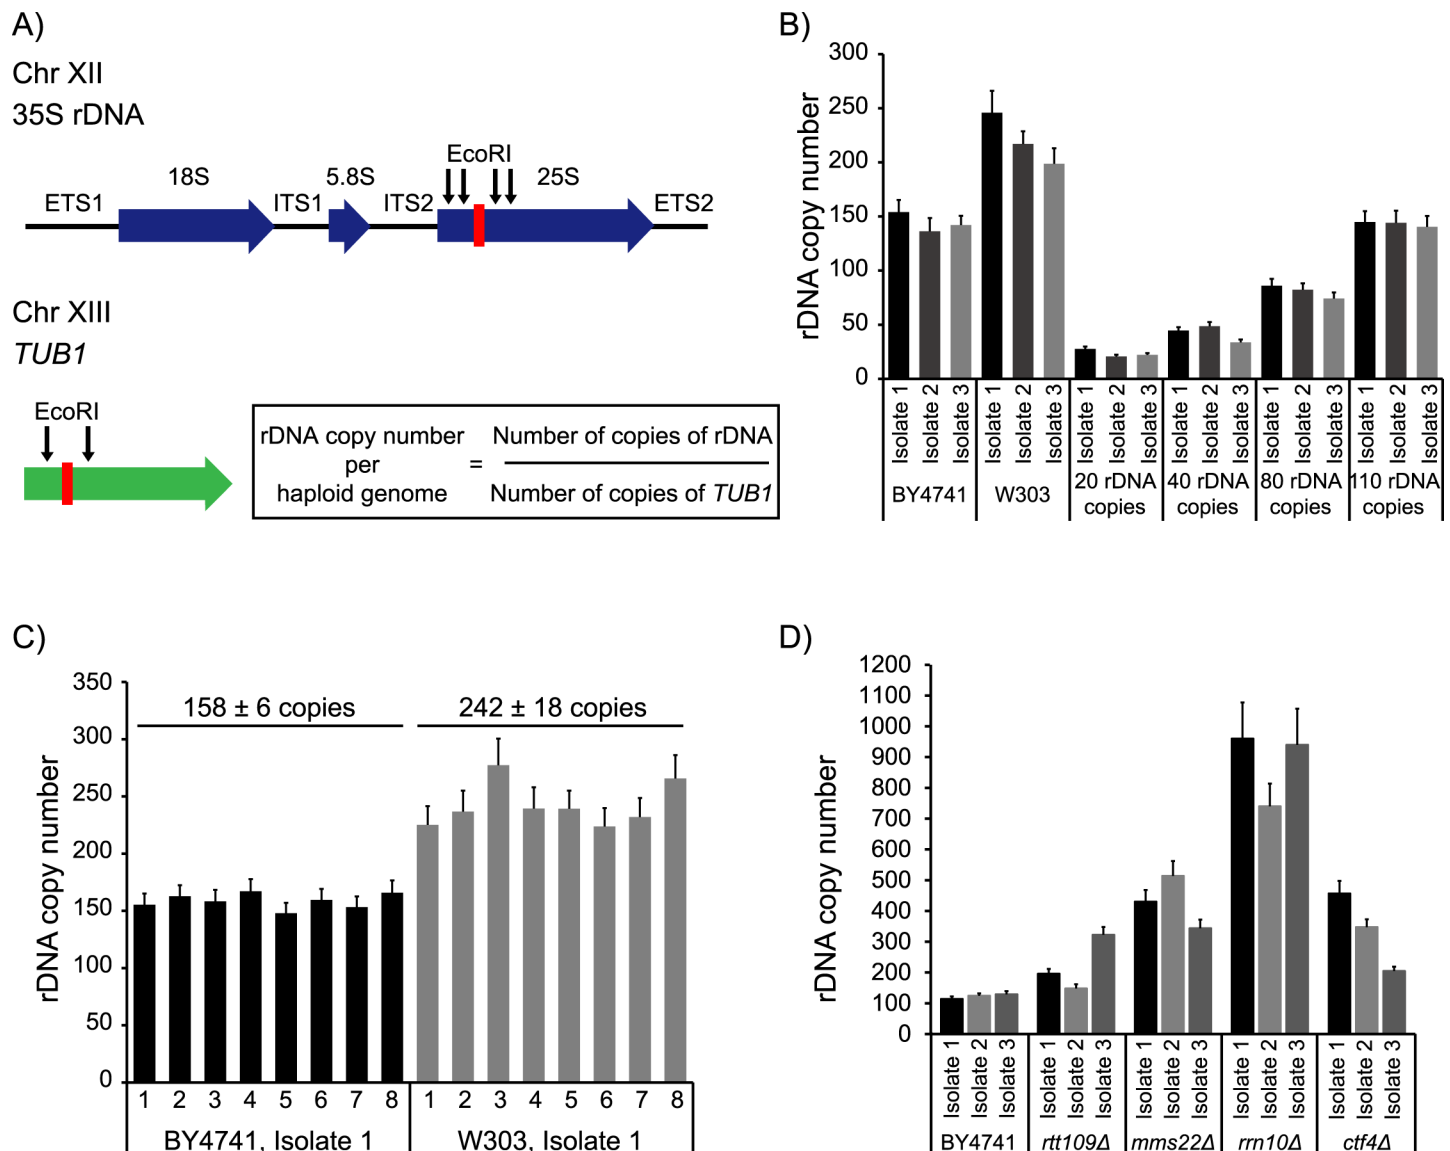 A)
Chr XII
35S rDNA
EcoRI
18S
5.8S
25S
ETS1
ITS1
ITS2
ETS2
Chr XIII
TUB1
EcoRI
rDNA copy number
per
haploid genome
=
Number of copies of rDNA
Number of copies of TUB1
B)
rDNA copy number
300
250
200
150
100
50
0
Isolate 1
Isolate 2
Isolate 3
Isolate 1
Isolate 2
Isolate 3
Isolate 1
Isolate 2
Isolate 3
Isolate 1
Isolate 2
Isolate 3
Isolate 1
Isolate 2
Isolate 3
Isolate 1
Isolate 2
Isolate 3
BY4741
W303
20 rDNA
copies
40 rDNA
copies
80 rDNA
copies
110 rDNA
copies
C)
rDNA copy number
350
300
250
200
150
100
50
0
158 ± 6 copies
242 ± 18 copies
1 2 3 4 5 6 7 8 1 2 3 4 5 6 7 8
BY4741, Isolate 1
W303, Isolate 1
D)
rDNA copy number
1200
1100
1000
900
800
700
600
500
400
300
200
100
0
Isolate 1
Isolate 2
Isolate 3
Isolate 1
Isolate 2
Isolate 3
Isolate 1
Isolate 2
Isolate 3
Isolate 1
Isolate 2
Isolate 3
Isolate 1
Isolate 2
Isolate 3
BY4741
rtt109Δ
mms22Δ
rrn10Δ
ctf4Δ